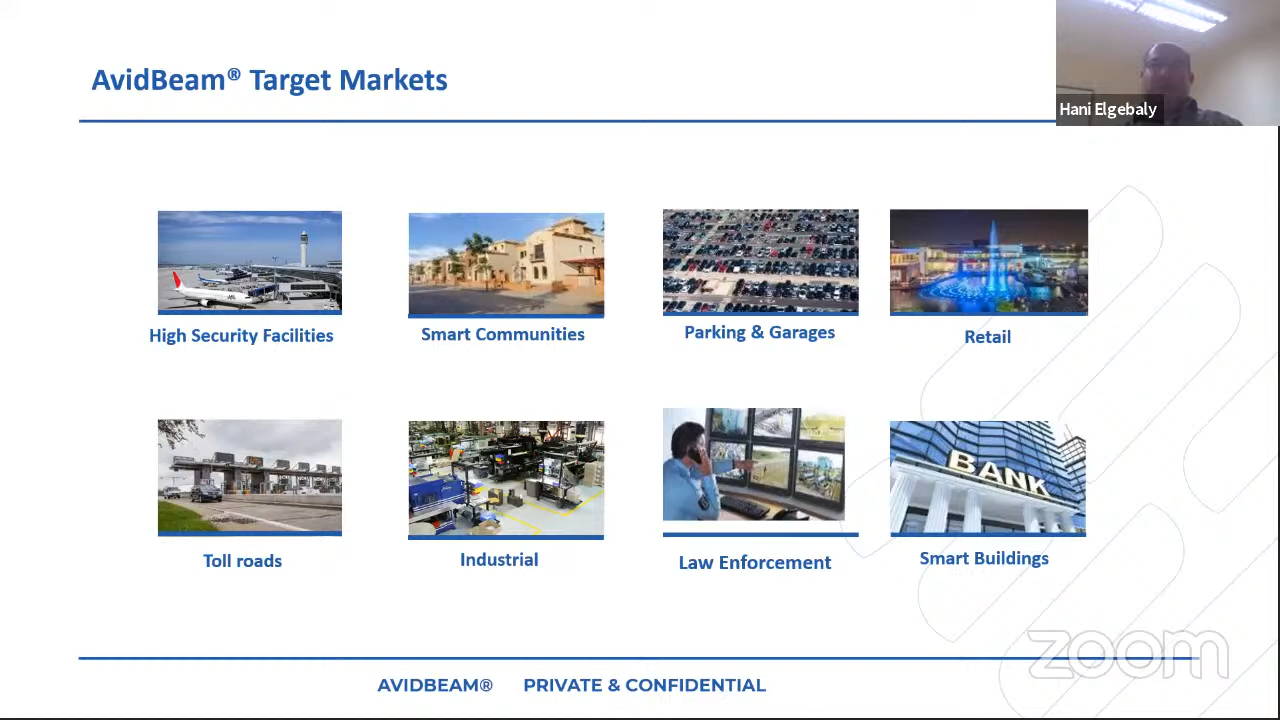 AvidBeam® Target Markets
Hani Elgebaly
High Security Facilities
Smart Communities
Parking & Garages
Retail
BANK
Toll roads
Industrial
Law Enforcement
Smart Buildings
zoom
AVIDBEAM® PRIVATE & CONFIDENTIAL